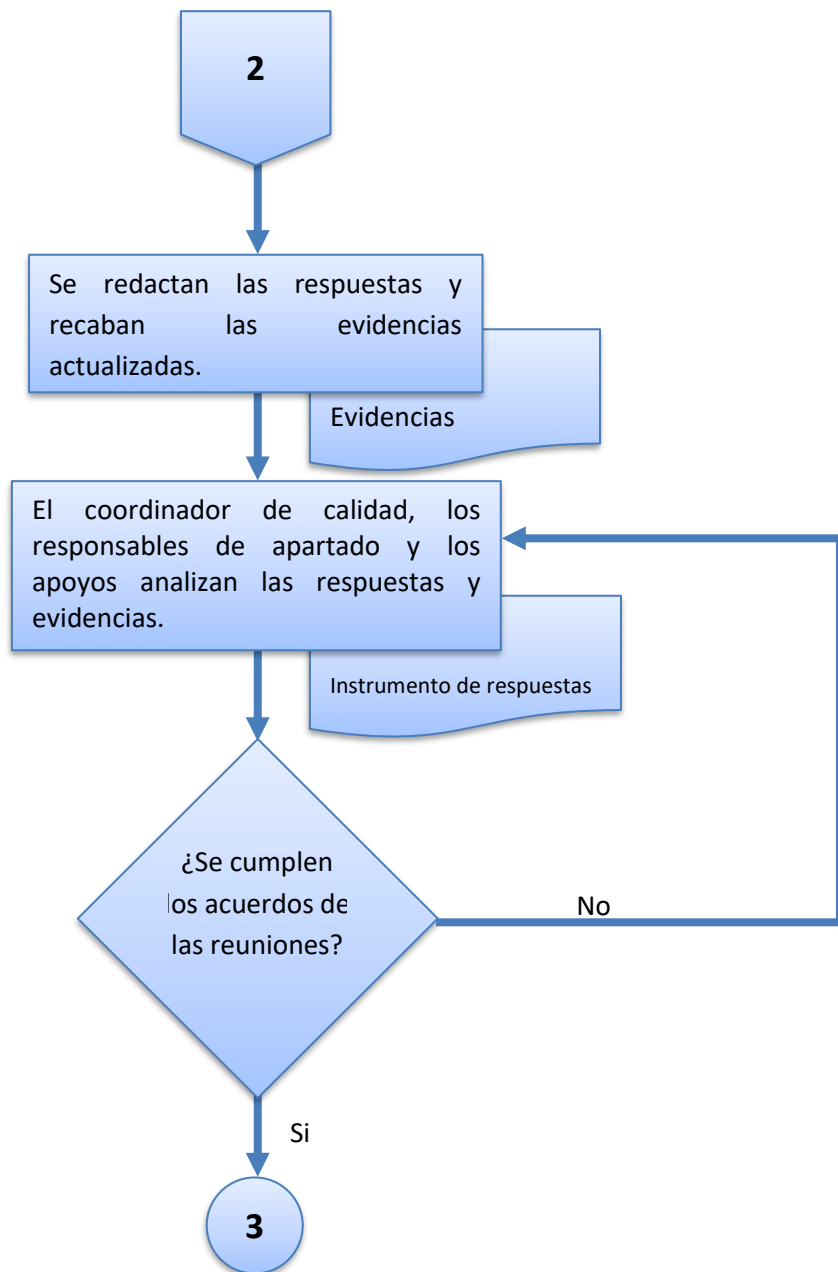 2
Se redactan las respuestas y
recaban las evidencias
actualizadas.
Evidencias
El coordinador de calidad, los
responsables de apartado y los
apoyos analizan las respuestas y
evidencias.
Instrumento de respuestas
¿Se cumplen
los acuerdos de
las reuniones?
No
Si
3